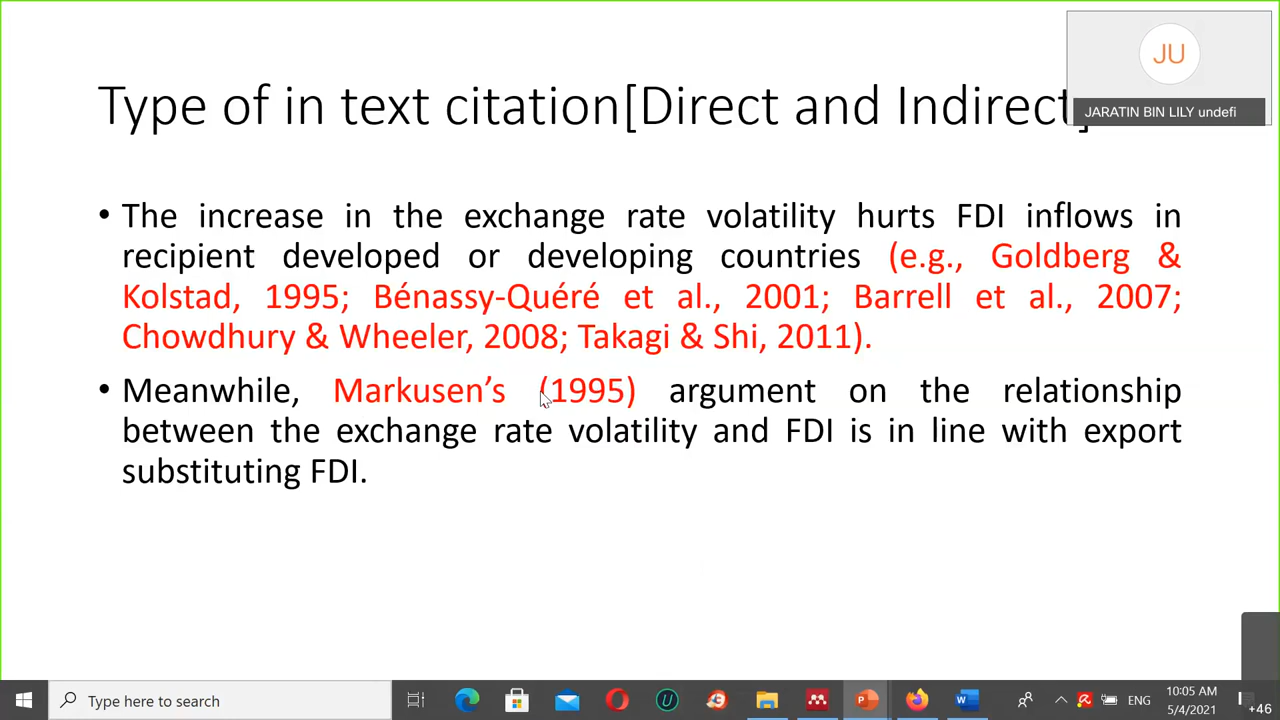 JU
JARATIN BIN LILY undefi
Type of in text citation[Direct and Indirect]
• The increase in the exchange rate volatility hurts FDI inflows in
recipient developed or developing countries (e.g., Goldberg &
Kolstad, 1995; Bénassy-Quéré et al., 2001; Barrell et al., 2007;
Chowdhury & Wheeler, 2008; Takagi & Shi, 2011).
• Meanwhile, Markusen’s (1995) argument on the relationship
between the exchange rate volatility and FDI is in line with export
substituting FDI.
Type here to search
ENG
10:05 AM
5/4/2021
+46